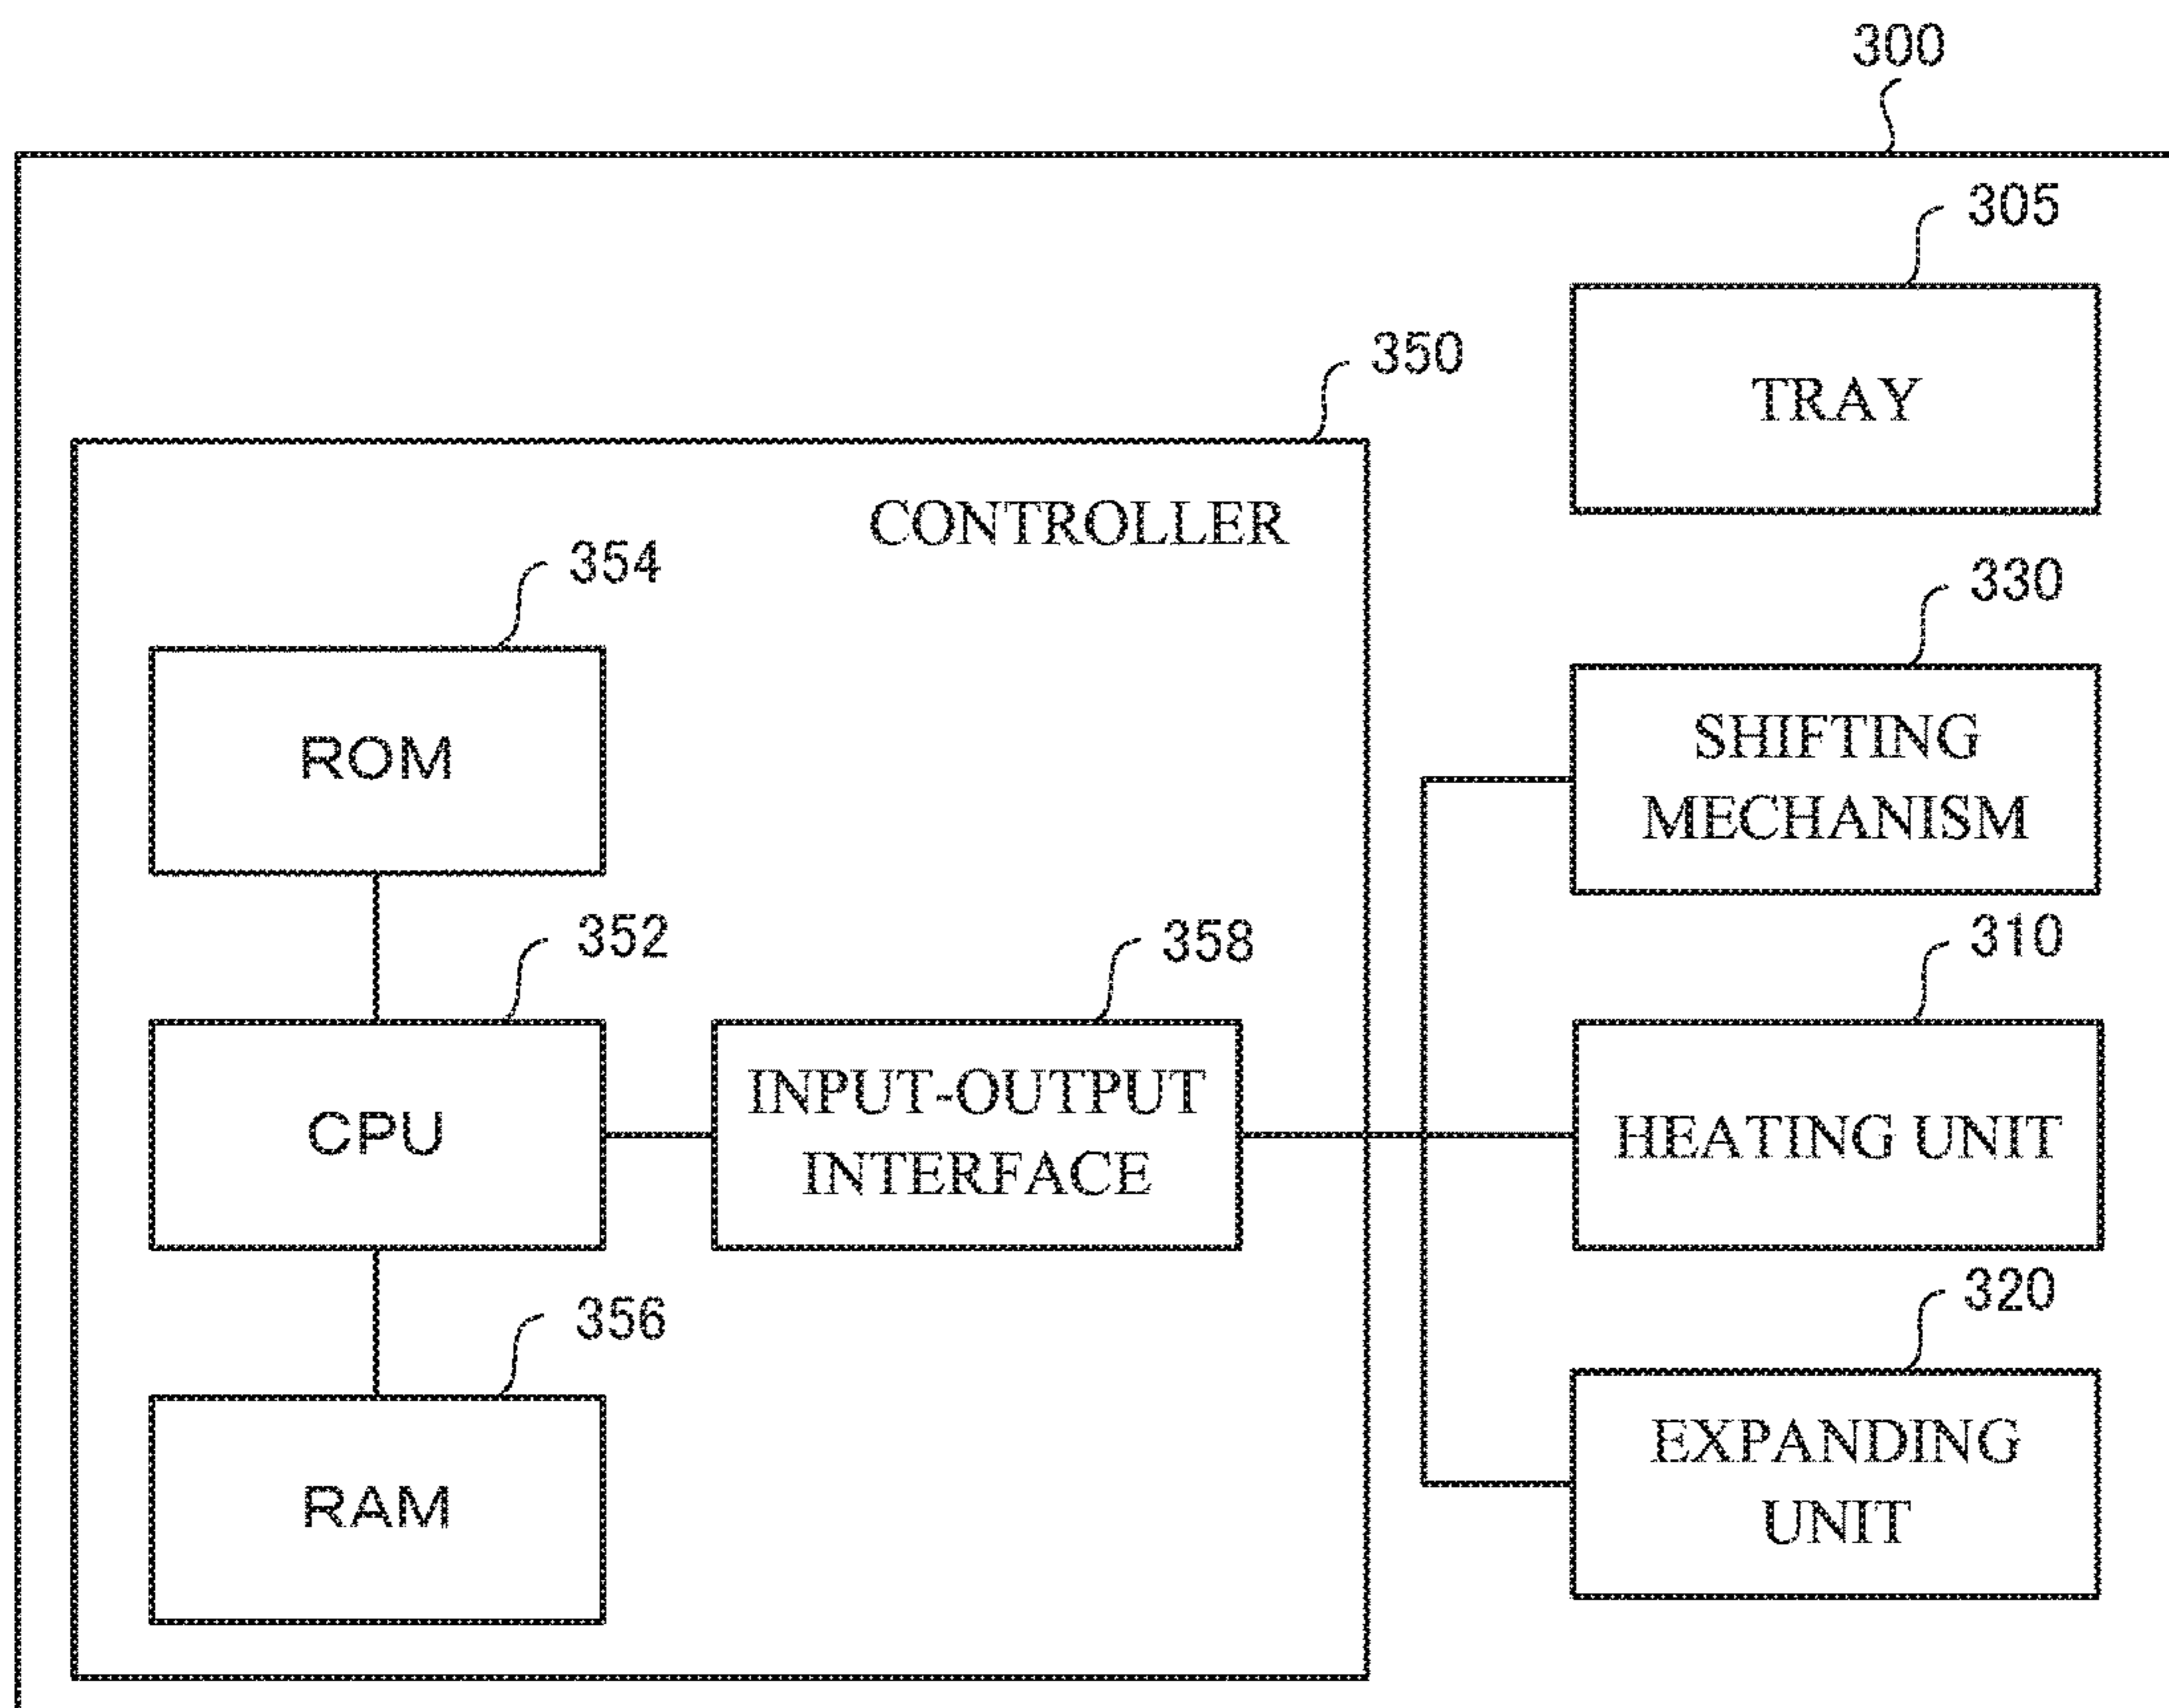 300
305
TRAY
350
CONTROLLER
354
ROM
330
SHIFTING
MECHANISM
352
CPU
358
INPUT-OUTPUT
INTERFACE
310
HEATING UNIT
356
RAM
320
EXPANDING
UNIT